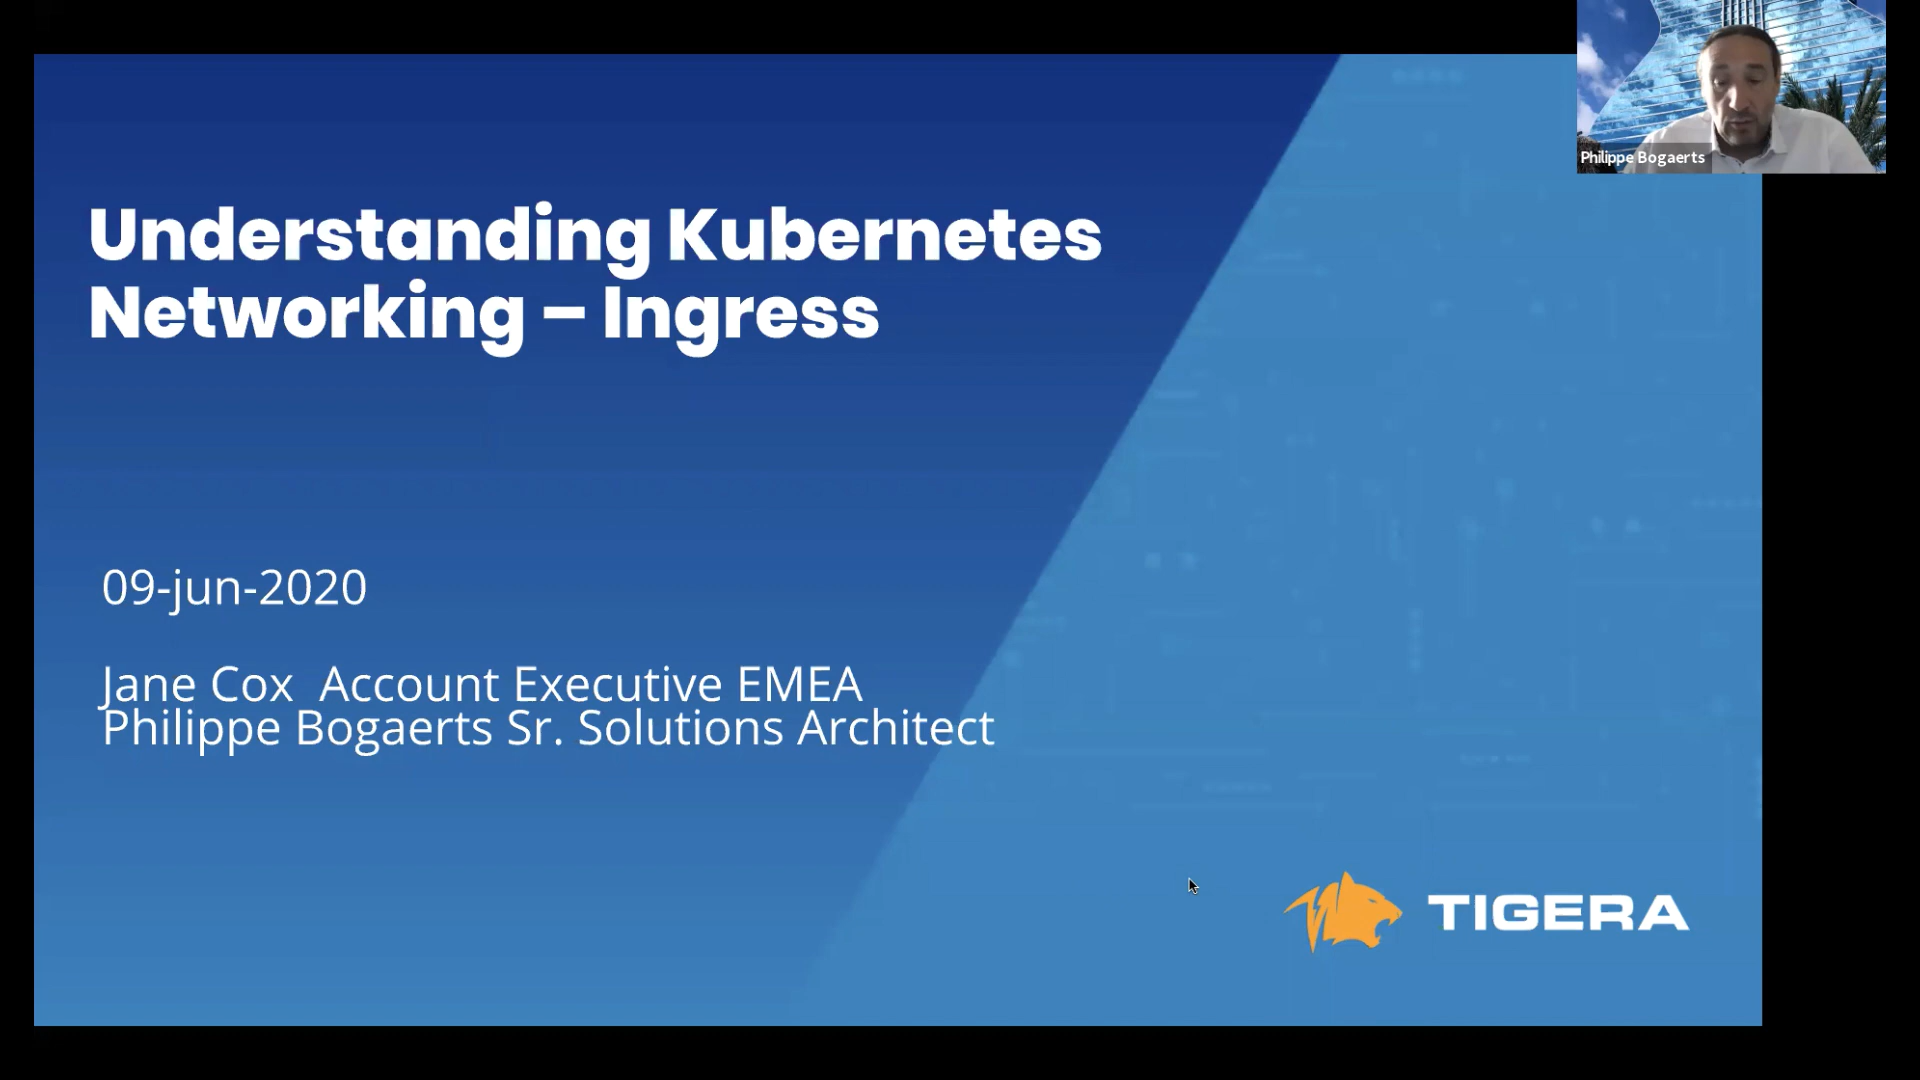 Philippe Bogaerts
Understanding Kubernetes
Networking – Ingress
09-jun-2020
Jane Cox  Account Executive EMEA
Philippe Bogaerts Sr. Solutions Architect
TIGERA